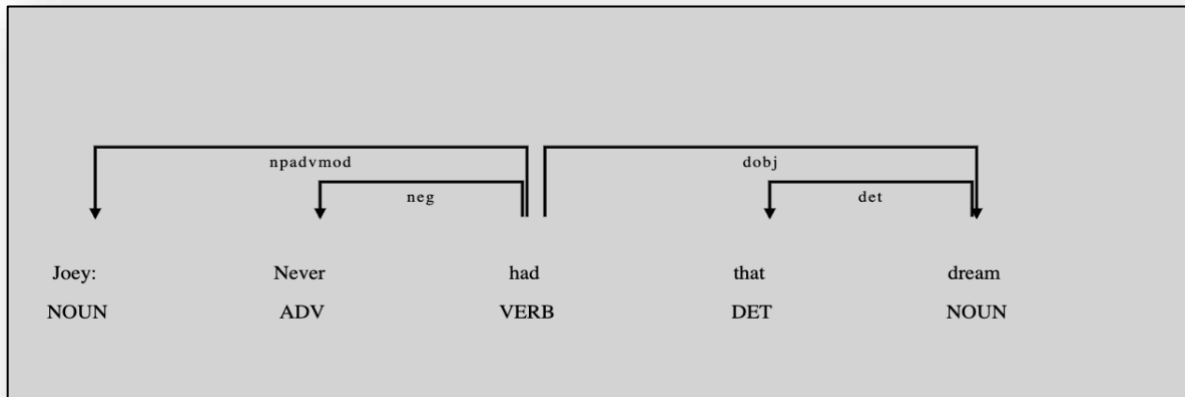 npadvmod dobj
neg det
Joey: Never had that dream
NOUN ADV VERB DET NOUN